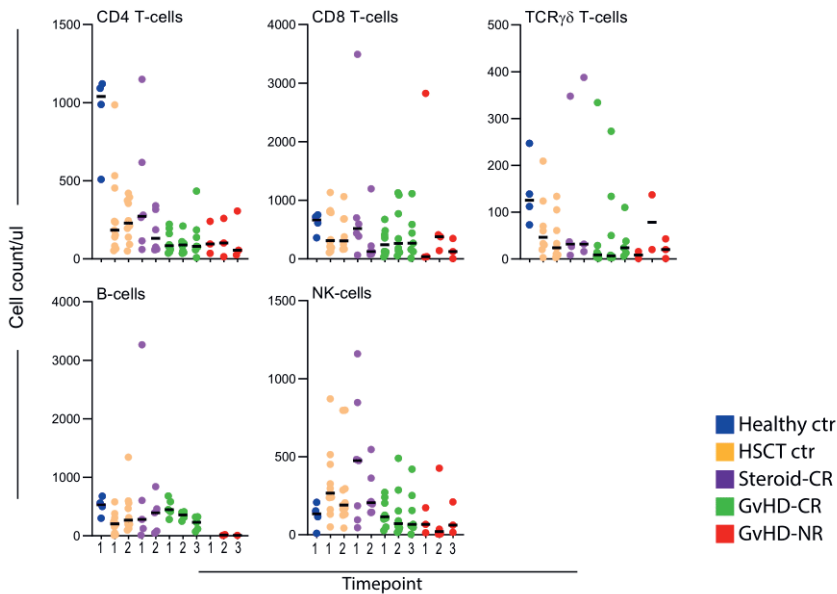 CD4 T-cells
1500
1000
500
0
CD8 T-cells
4000
3000
2000
1000
0
TCRγδ T-cells
500
400
300
200
100
0
Cell count/ul
B-cells
4000
3000
2000
1000
0
1 1 2 1 2 1 2 3 1 2 3
NK-cells
1500
1000
500
0
1 1 2 1 2 1 2 3 1 2 3
Timepoint
Healthy ctr
HSCT ctr
Steroid-CR
GvHD-CR
GvHD-NR